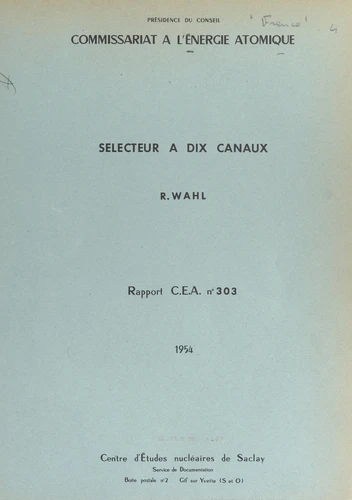 PRÉSIDENCE DU CONSEIL
"France"
COMMISSARIAT A L'ÉNERGIE ATOMIQUE
SELECTEUR A DIX CANAUX
R. WAHL
Rapport C.E.A. n° 303
1954
Centre d'Études nucléaires de Saclay
Service de Documentation
Boite postale n°2 Gif sur Yvette (S et O)